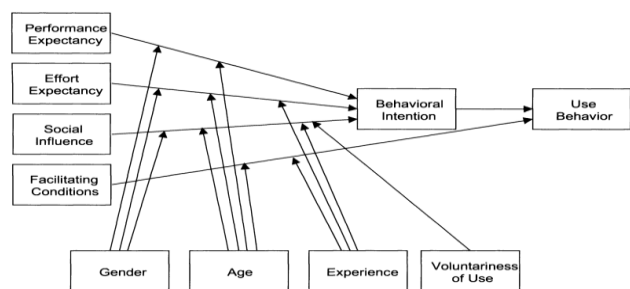 Performance
Expectancy
Effort
Expectancy
Social
Influence
Facilitating
Conditions
Behavioral
Intention
Use
Behavior
Gender
Age
Experience
Voluntariness
of Use